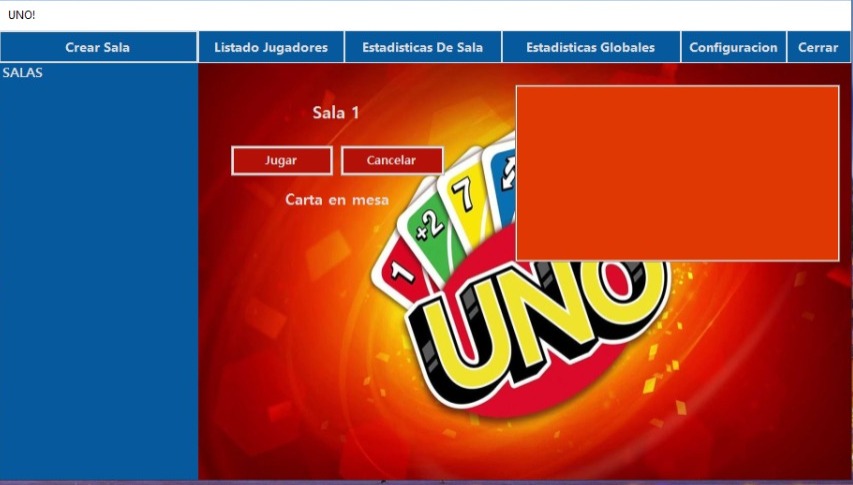 UNO!
Crear Sala
Listado Jugadores
Estadisticas De Sala
Estadisticas Globales
Configuracion
Cerrar
SALAS
Sala 1
Jugar
Cancelar
Carta en mesa
1
+2
7
UNO